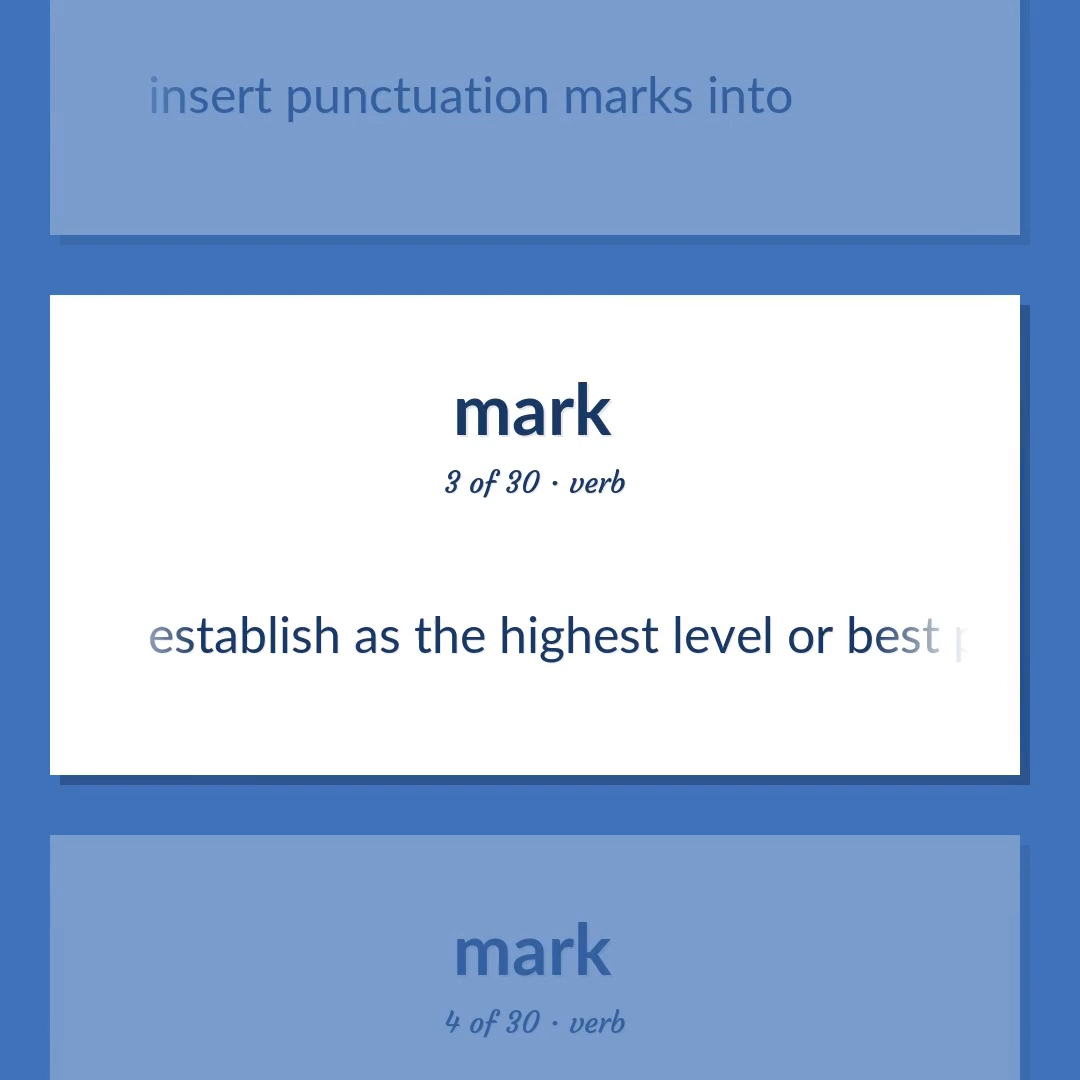 insert punctuation marks into
mark
3 of 30 · verb
establish as the highest level or best
mark
4 of 30 · verb